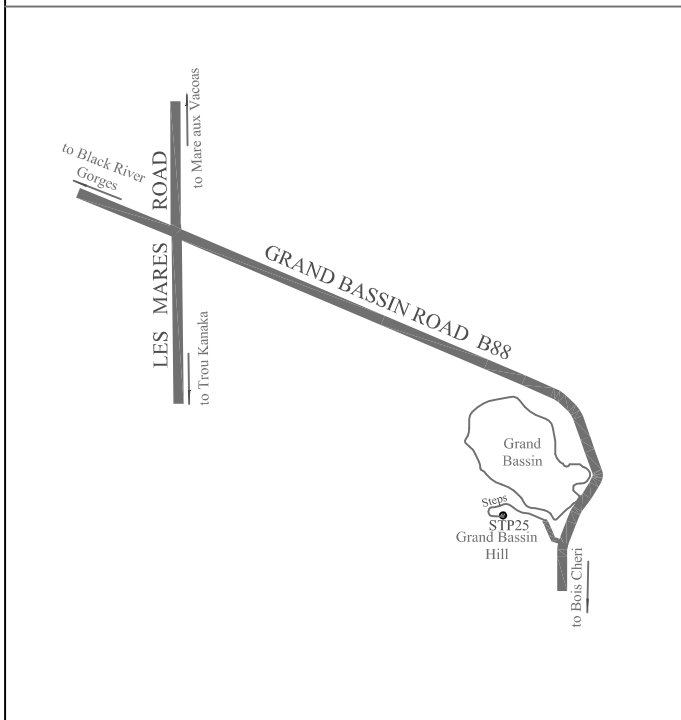 to Mare aux Vacoas
to Black River
Gorges
LES MARES ROAD
GRAND BASSIN ROAD B88
to Trou Kanaka
Grand
Bassin
Steps
STP25
Grand Bassin
Hill
to Bois Cheri